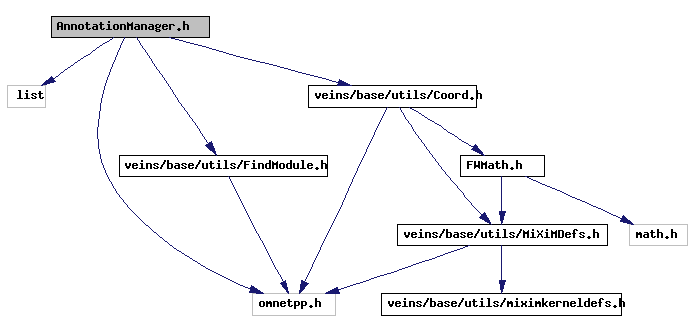 AnnotationManager.h
list
veins/base/utils/Coord.h
veins/base/utils/FindModule.h
FWMath.h
veins/base/utils/MiXiMDefs.h
math.h
omnetpp.h
veins/base/utils/miximkerneldefs.h